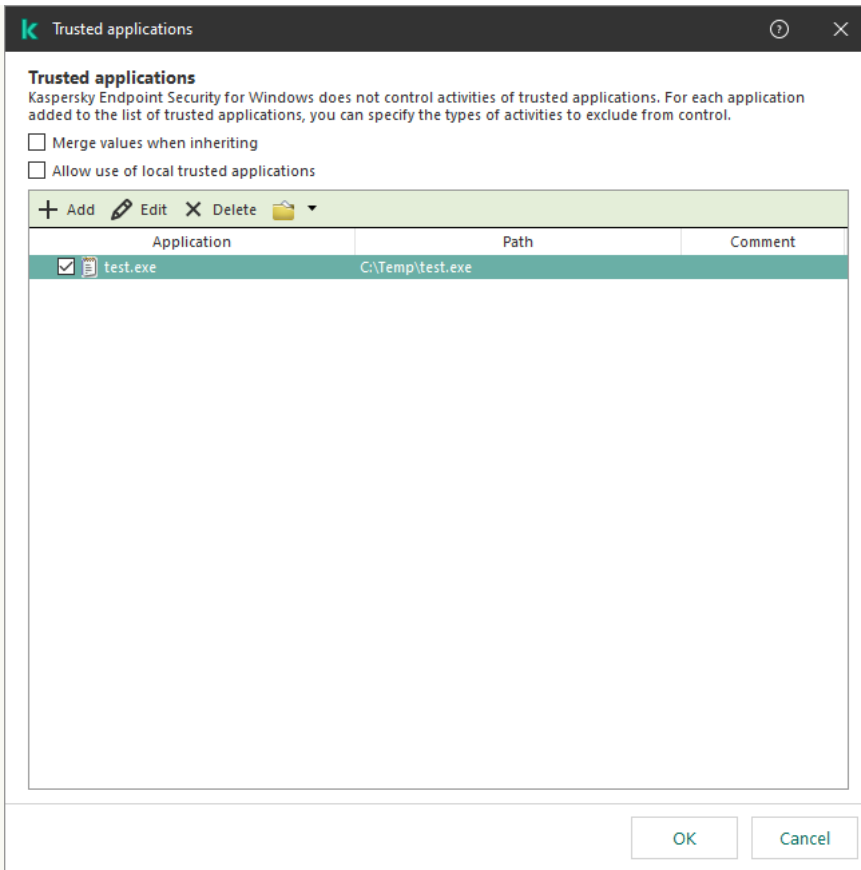 Trusted applications
Trusted applications
Kaspersky Endpoint Security for Windows does not control activities of trusted applications. For each application
added to the list of trusted applications, you can specify the types of activities to exclude from control.
Merge values when inheriting
Allow use of local trusted applications
Add Edit Delete
Application Path Comment
test.exe C:\Temp\test.exe
OK Cancel